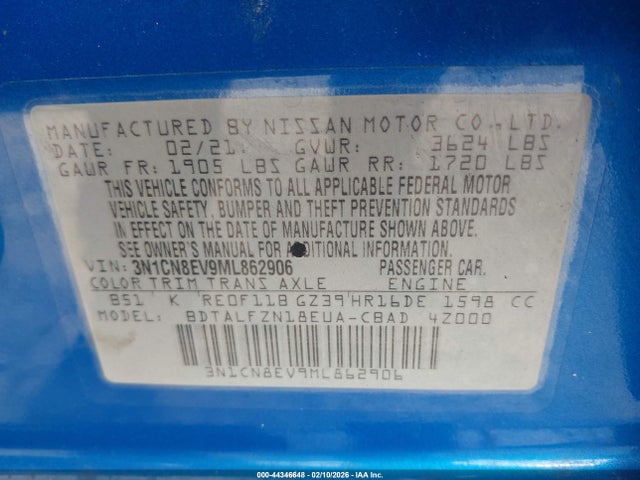 MANUFACTURED BY NISSAN MOTOR CO., LTD.
DATE: 02/21 GVWR: 3624 LBS
GAWR FR: 1905 LBS GAWR RR: 1720 LBS
THIS VEHICLE CONFORMS TO ALL APPLICABLE FEDERAL MOTOR
VEHICLE SAFETY, BUMPER AND THEFT PREVENTION STANDARDS
IN EFFECT ON THE DATE OF MANUFACTURE SHOWN ABOVE.
SEE OWNER'S MANUAL FOR ADDITIONAL INFORMATION
VIN: 3N1CN8EV9ML862906 PASSENGER CAR.
COLOR TRIM TRANS AXLE ENGINE
B51 K RE0F11B GZ39 HR16DE 1598 CC
BDTALFZN18EUA-CBAD 4Z000
3N1CN8EV9ML862906
000-44346648 - 02/10/2026 - IAA Inc.